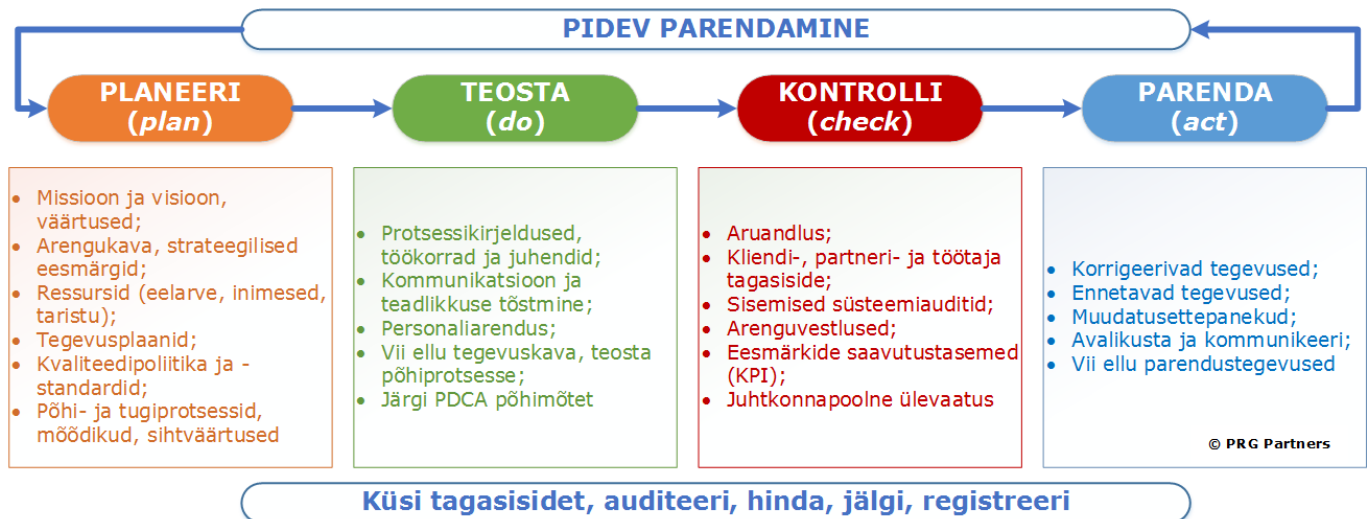 PIDEV PARENDAMINE
PLANEERI
(plan)
TEOSTA
(do)
KONTROLLI
(check)
PARENDA
(act)
• Missioon ja visioon,
väärtused;
• Arengukava, strateegilised
eesmärgid;
• Ressursid (eelarve, inimesed,
taristu);
• Tegevusplaanid;
• Kvaliteedipoliitika ja -
standardid;
• Põhi- ja tugiprotsessid,
mõõdikud, sihtväärtused
• Protsessikirjeldused,
töökorrad ja juhendid;
• Kommunikatsioon ja
teadlikkuse tõstmine;
• Personaliarendus;
• Vii ellu tegevuskava, teosta
põhiprotsesse;
• Järgi PDCA põhimõtet
• Aruandlus;
• Kliendi-, partneri- ja töötaja
tagasiside;
• Sisemised süsteemiauditid;
• Arenguvestlused;
• Eesmärkide saavutustasemed
(KPI);
• Juhtkonnapoolne ülevaatus
• Korrigeerivad tegevused;
• Ennetavad tegevused;
• Muudatusettepanekud;
• Avalikusta ja kommunikeeri;
• Vii ellu parendustegevused
© PRG Partners
Küsi tagasisidet, auditeeri, hinda, jälgi, registreeri